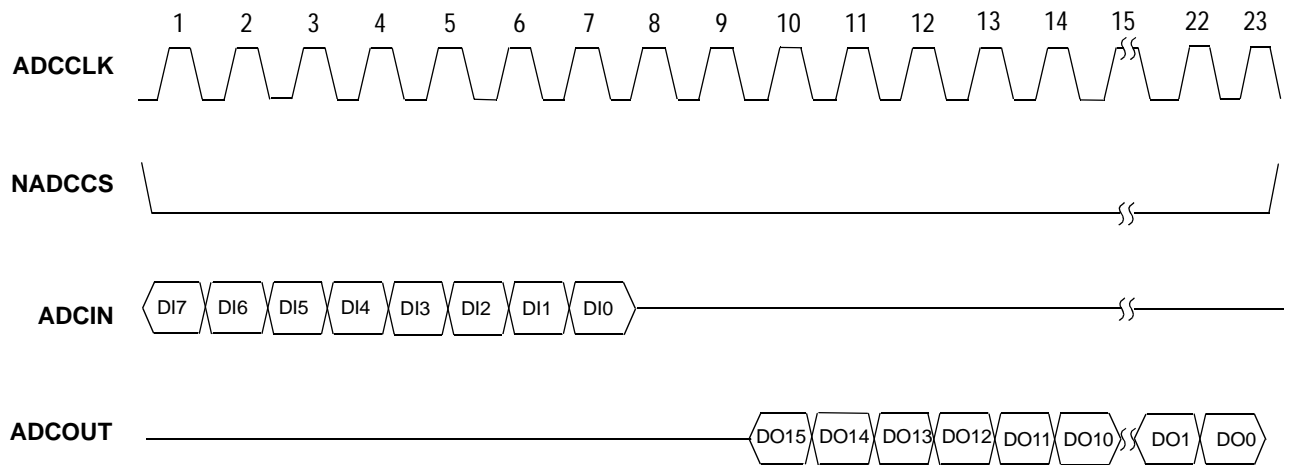 1 2 3 4 5 6 7 8 9 10 11 12 13 14 15 22 23
ADCCLK
NADCCS
ADCIN DI7 DI6 DI5 DI4 DI3 DI2 DI1 DI0
ADCOUT DO15 DO14 DO13 DO12 DO11 DO10 DO1 DO0